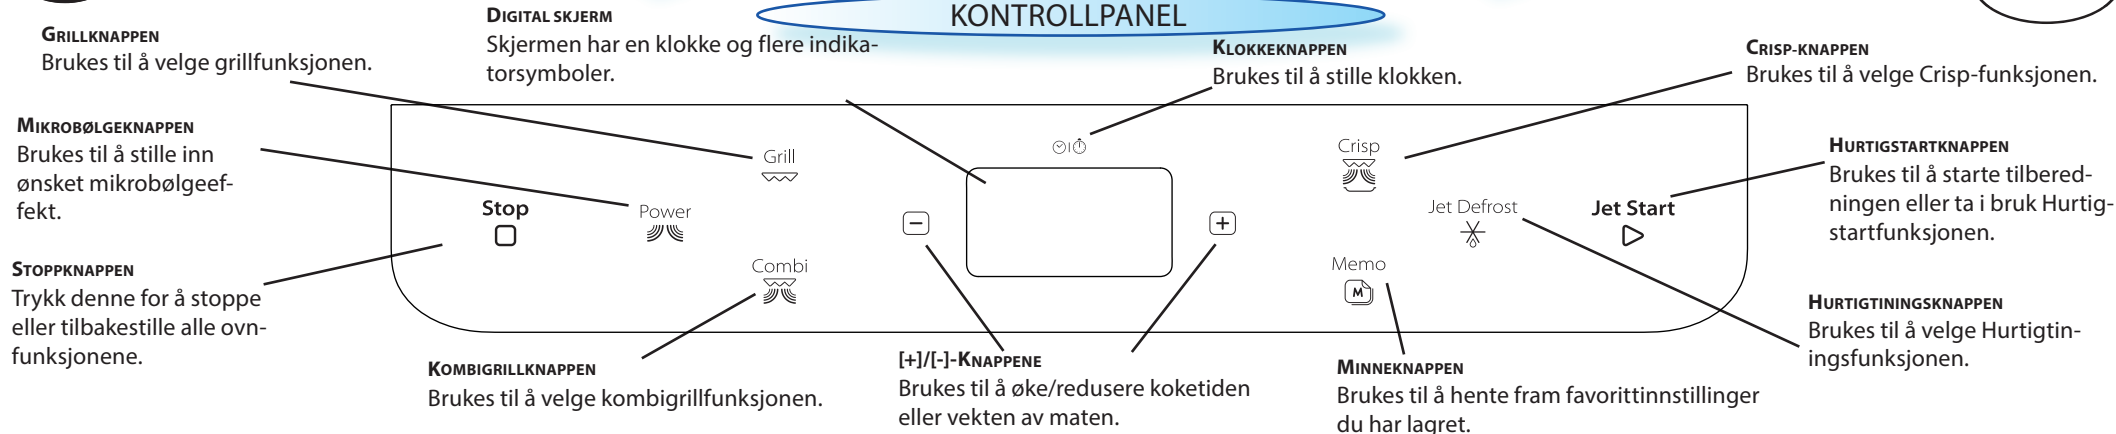 KONTROLLPANEL
GRILLKNAPPEN
Brukes til å velge grillfunksjonen.
DIGITAL SKJERM
Skjermen har en klokke og flere indika-
torsymboler.
KLOKKEKNAPPEN
Brukes til å stille klokken.
CRISP-KNAPPEN
Brukes til å velge Crisp-funksjonen.
MIKROBØLGEKNAPPEN
Brukes til å stille inn
ønsket mikrobølgeef-
fekt.
HURTIGSTARTKNAPPEN
Brukes til å starte tilbered-
ningen eller ta i bruk Hurtig-
startfunksjonen.
Grill
Crisp
Stop
Power
Jet Defrost
Jet Start
Combi
Memo
M
STOPPKNAPPEN
Trykk denne for å stoppe
eller tilbakestille alle ovn-
funksjonene.
HURTIGTININGSKNAPPEN
Brukes til å velge Hurtigtin-
ingsfunksjonen.
KOMBIGRILLKNAPPEN
Brukes til å velge kombigrillfunksjonen.
[+]/[-]-KNAPPENE
Brukes til å øke/redusere koketiden
eller vekten av maten.
MINNEKNAPPEN
Brukes til å hente fram favorittinnstillinger
du har lagret.